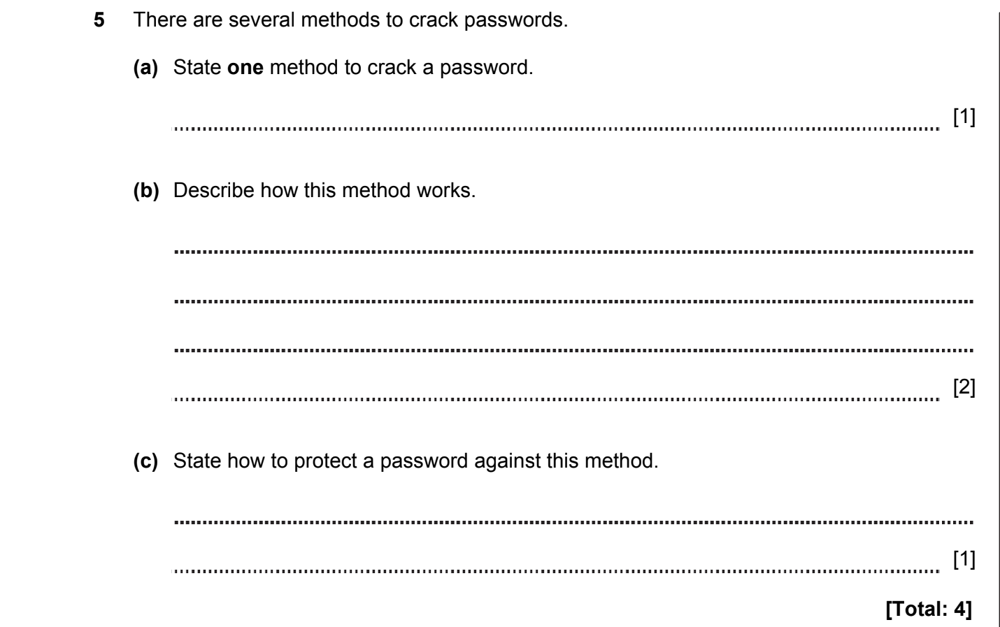 5 There are several methods to crack passwords.
(a) State one method to crack a password.
[1]
(b) Describe how this method works.
[2]
(c) State how to protect a password against this method.
[1]
[Total: 4]